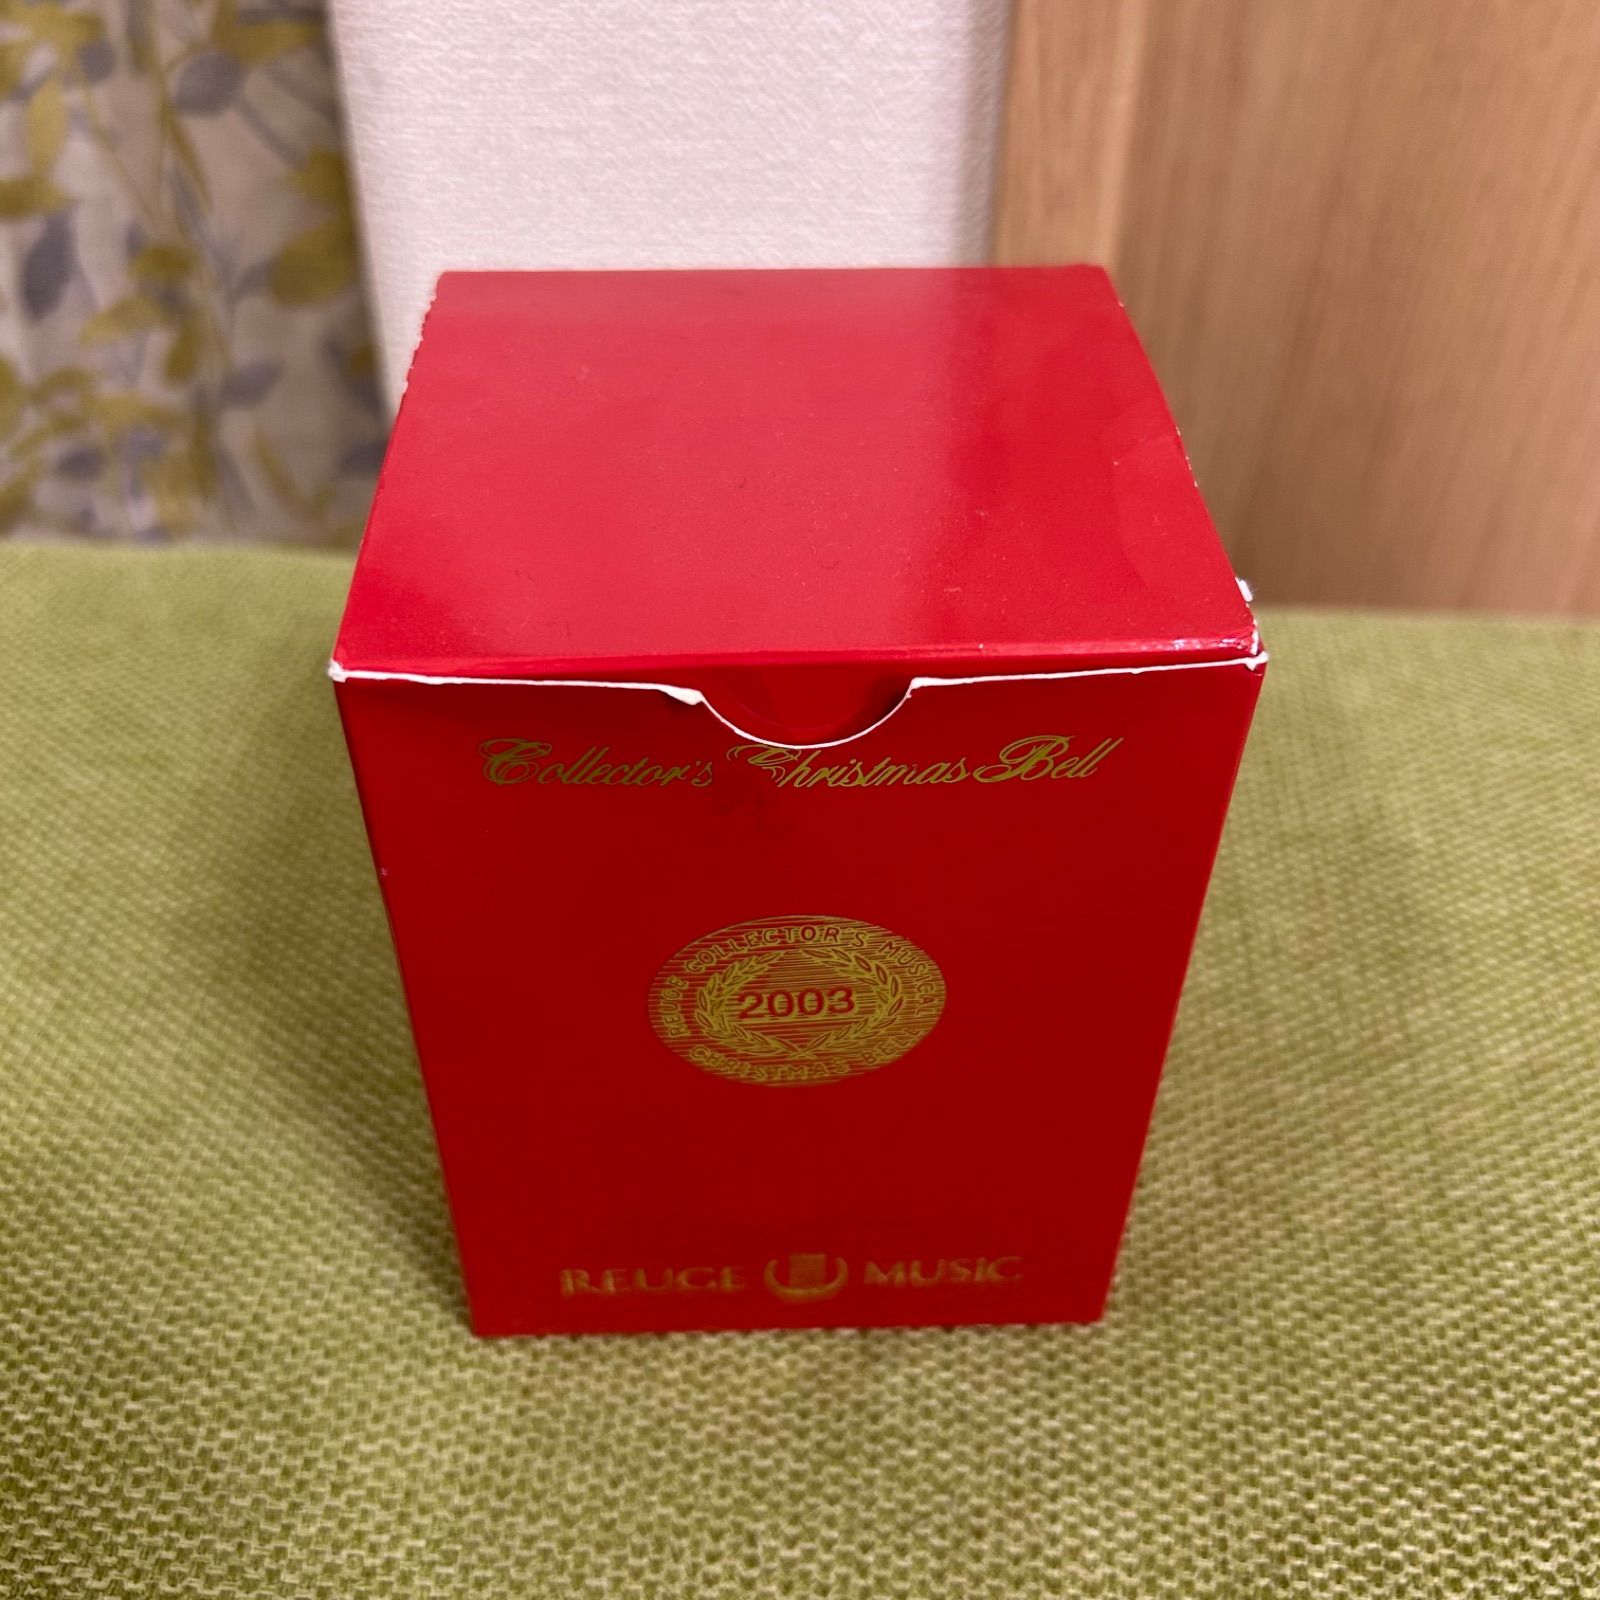 Collector's Christmas Bell
REUGE COLLECTOR'S MUSICAL
2003
CHRISTMAS BELL
REUGE MUSIC